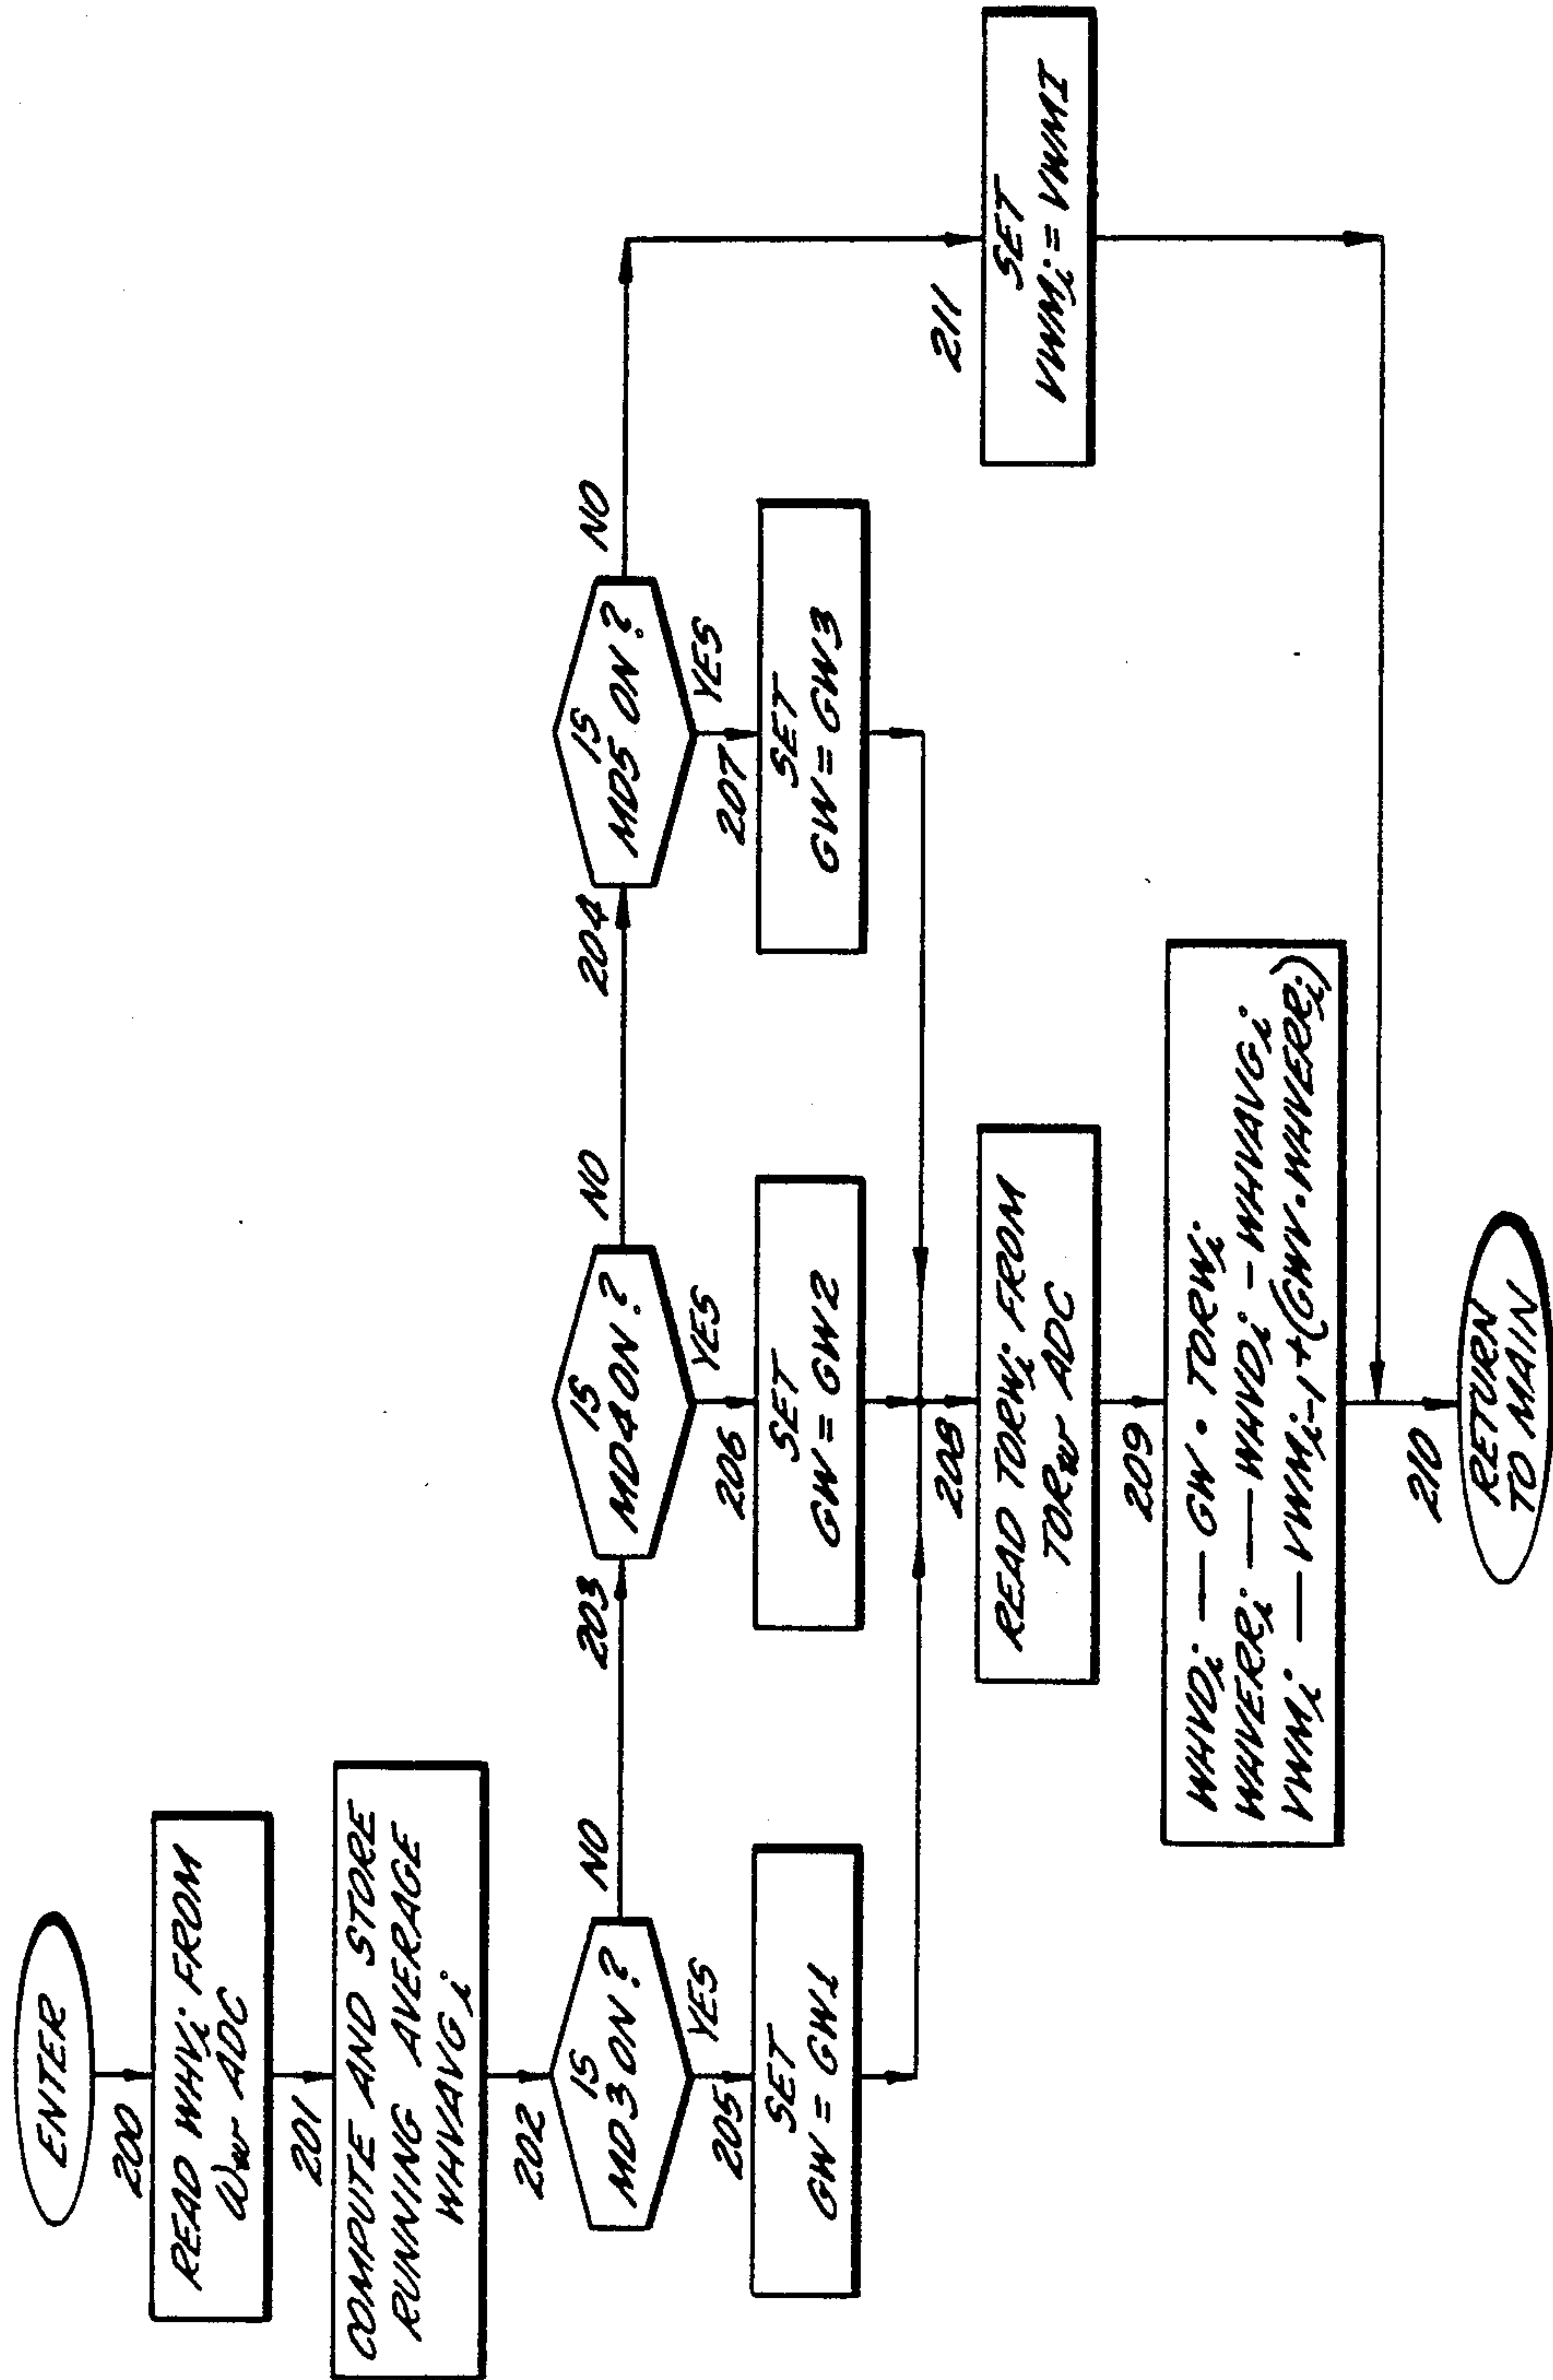 ENTER
200
READ WHVi FROM
Ww ADC
201
COMPUTE AND STORE
RUNNING AVERAGE
WHVAVGi
202
IS
MD3 ON?
NO
YES
203
IS
MD4 ON?
NO
YES
204
IS
MD5 ON?
NO
YES
205
SET
GW = GW1
206
SET
GW = GW2
207
SET
GW = GW3
208
READ TORWi FROM
TORw ADC
211
SET
VWMi = VWMI
209
WHVDi — GW • TORWi
WHVERRi — WHVDi - WHVAVGi
VWMi — VWMi-1 + (GWV • WHVERRi)
210
RETURN
TO MAIN